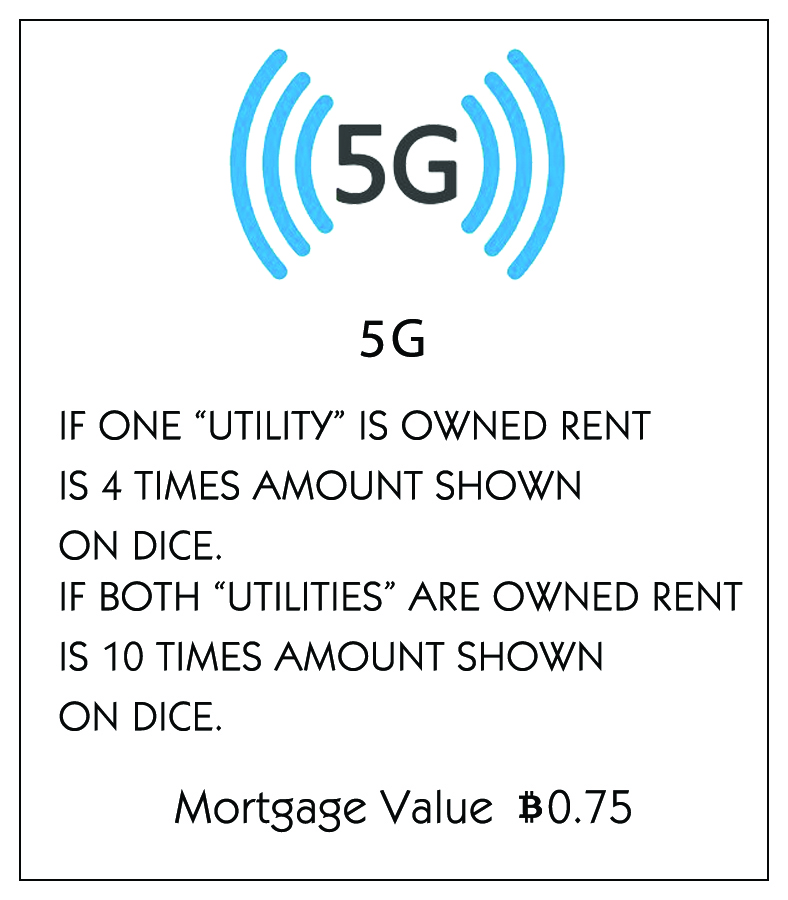 5G
5G
IF ONE “UTILITY” IS OWNED RENT
IS 4 TIMES AMOUNT SHOWN
ON DICE.
IF BOTH “UTILITIES” ARE OWNED RENT
IS 10 TIMES AMOUNT SHOWN
ON DICE.
Mortgage Value ₿0.75